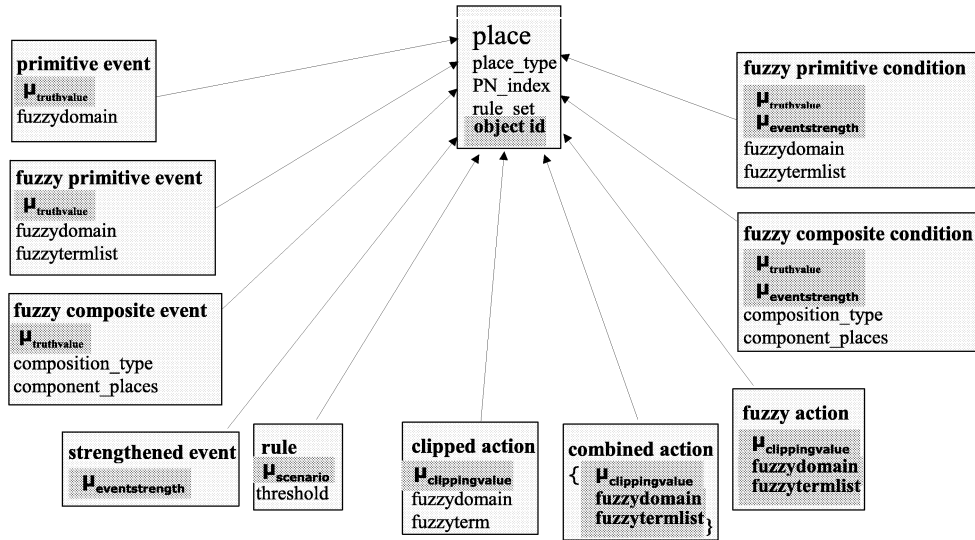 place
place_type
PN_index
rule_set
object id
primitive event
μtruthvalue
fuzzydomain
fuzzy primitive event
μtruthvalue
fuzzydomain
fuzzytermlist
fuzzy composite event
μtruthvalue
composition_type
component_places
strengthened event
μeventstrength
rule
μscenario
threshold
clipped action
μclippingvalue
fuzzydomain
fuzzyterm
combined action
{ μclippingvalue
fuzzydomain
fuzzytermlist}
fuzzy action
μclippingvalue
fuzzydomain
fuzzytermlist
fuzzy primitive condition
μtruthvalue
μeventstrength
fuzzydomain
fuzzytermlist
fuzzy composite condition
μtruthvalue
μeventstrength
composition_type
component_places